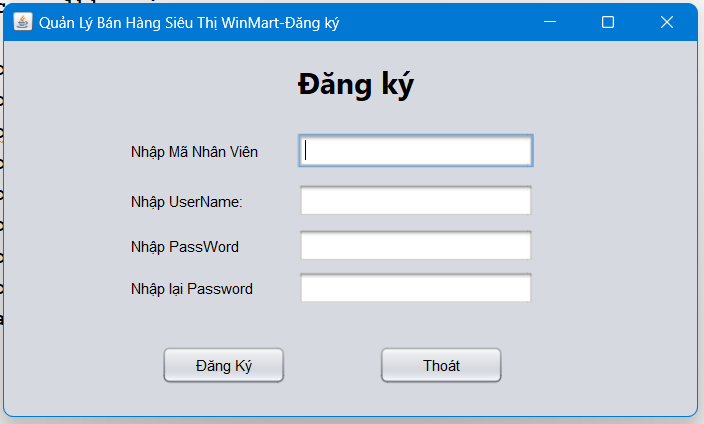 Quản Lý Bán Hàng Siêu Thị WinMart-Đăng ký
Đăng ký
Nhập Mã Nhân Viên
Nhập UserName:
Nhập PassWord
Nhập lại Password
Đăng Ký Thoát